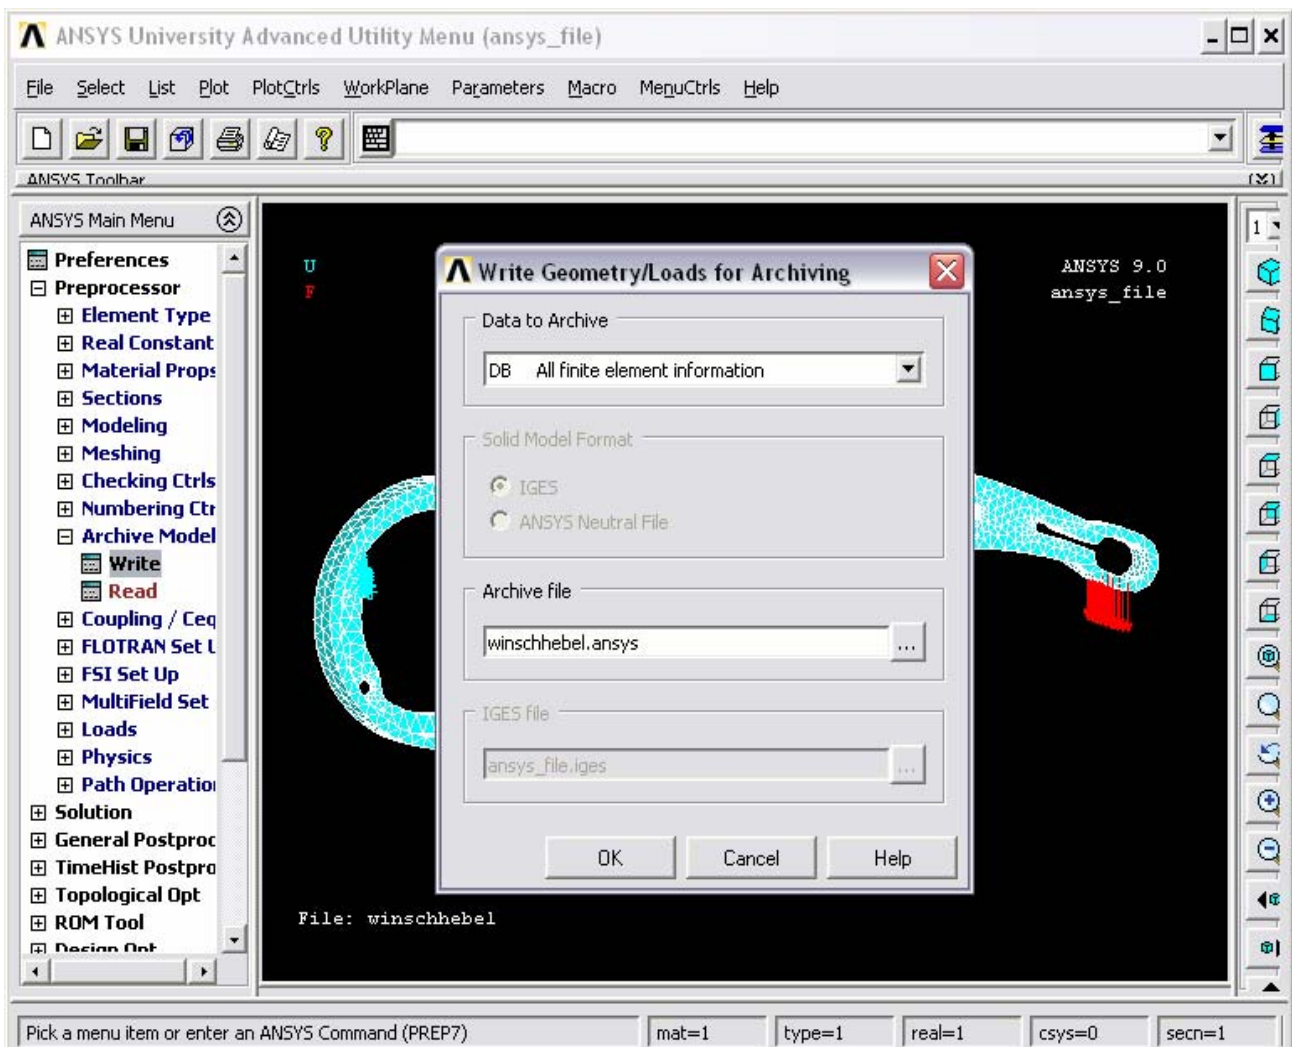 ANSYS University Advanced Utility Menu (ansys_file)
File Select List Plot PlotCtrls WorkPlane Parameters Macro MenuCtrls Help
ANSYS Toolbar
ANSYS Main Menu
1
Preferences
Preprocessor
Element Type
Real Constant
Material Props
Sections
Modeling
Meshing
Checking Ctrls
Numbering Ctr
Archive Model
Write
Read
Coupling / Ceq
FLOTRAN Set U
FSI Set Up
MultiField Set
Loads
Physics
Path Operation
Solution
General Postproc
TimeHist Postpro
Topological Opt
ROM Tool
Design Opt
U
F
ANSYS 9.0
ansys_file
Write Geometry/Loads for Archiving
Data to Archive
DB All finite element information
Solid Model Format
IGES
ANSYS Neutral File
Archive file
winschhebel.ansys
...
IGES file
ansys_file.iges
...
OK Cancel Help
File: winschhebel
Pick a menu item or enter an ANSYS Command (PREP7) mat=1 type=1 real=1 csys=0 secn=1